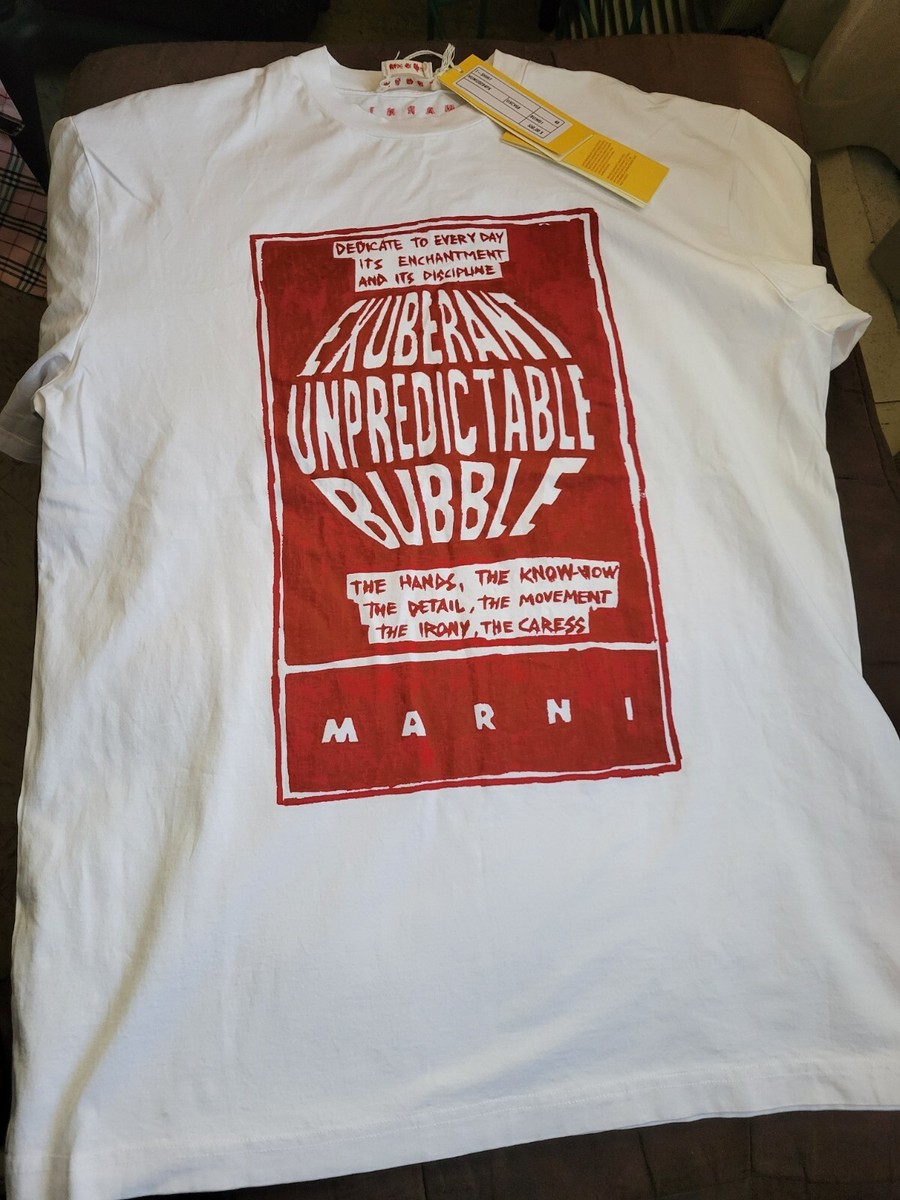 DEDICATE TO EVERY DAY
ITS ENCHANTMENT
AND ITS DISCIPLINE
EXUBERANT
UNPREDICTABLE
BUBBLE
THE HANDS, THE KNOW-HOW
THE DETAIL, THE MOVEMENT
THE IRONY, THE CARESS
MARNI